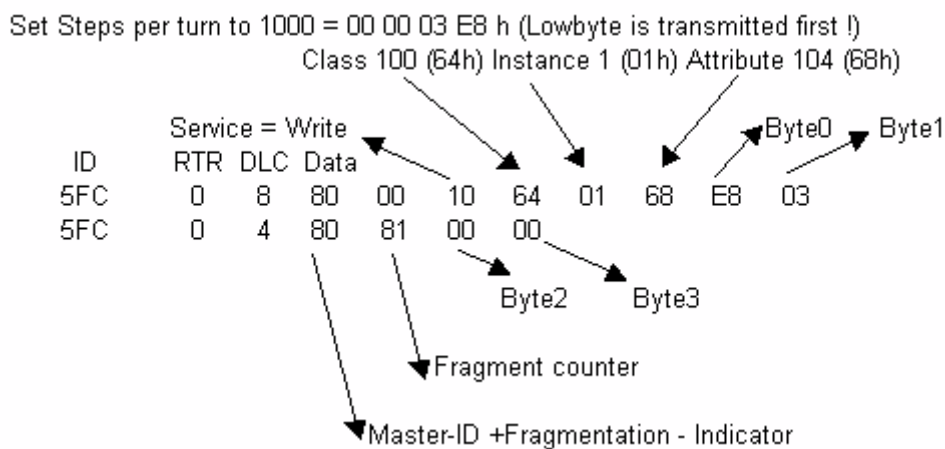 Set Steps per turn to 1000 = 00 00 03 E8 h (Lowbyte is transmitted first !)
Class 100 (64h) Instance 1 (01h) Attribute 104 (68h)
Service = Write Byte0 Byte1
ID RTR DLC Data
5FC 0 8 80 00 10 64 01 68 E8 03
5FC 0 4 80 81 00 00
Byte2 Byte3
Fragment counter
Master-ID +Fragmentation - Indicator